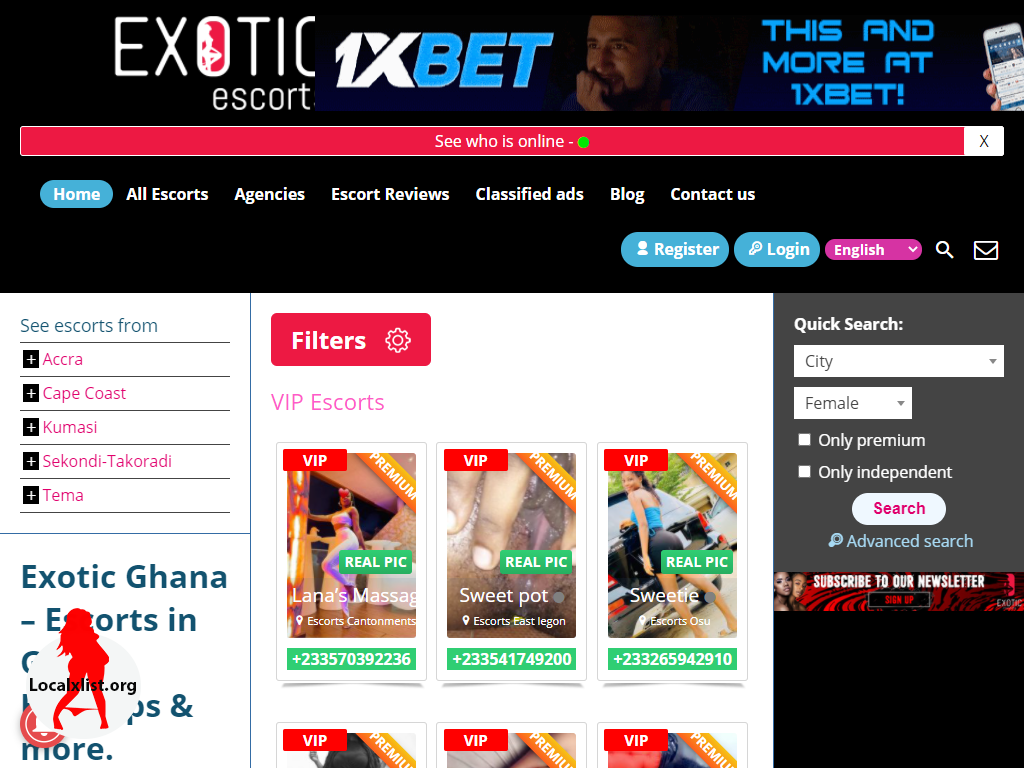 EXOTIC
escorts
1XBET
THIS AND
MORE AT
1XBET!
See who is online -
X
Home
All Escorts
Agencies
Escort Reviews
Classified ads
Blog
Contact us
Register
Login
English
See escorts from
+ Accra
+ Cape Coast
+ Kumasi
+ Sekondi-Takoradi
+ Tema
Exotic Ghana
– Escorts in
Localxlist.org
ps &
more.
Filters
VIP Escorts
VIP
PREMIUM
REAL PIC
Lana's Massag
Escorts Cantonments
+233570392236
VIP
PREMIUM
REAL PIC
Sweet pot
Escorts East legon
+233541749200
VIP
PREMIUM
REAL PIC
Sweetie
Escorts Osu
+233265942910
VIP
PREMIUM
VIP
PREMIUM
VIP
PREMIUM
Quick Search:
City
Female
Only premium
Only independent
Search
Advanced search
SUBSCRIBE TO OUR NEWSLETTER
SIGN UP
EXOTIC